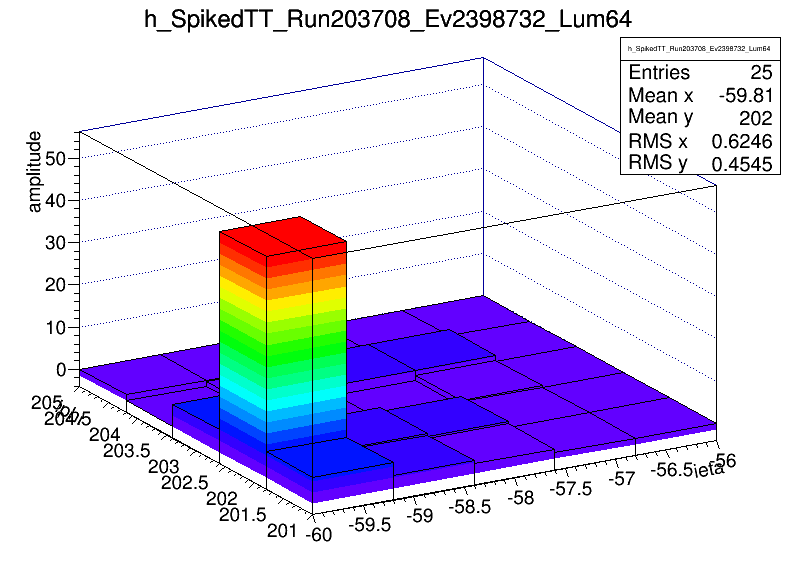 h_SpikedTT_Run203708_Ev2398732_Lum64
h_SpikedTT_Run203708_Ev2398732_Lum64
Entries 25
Mean x -59.81
Mean y 202
RMS x 0.6246
RMS y 0.4545
amplitude
50
40
30
20
10
0
205
204.5
204
203.5
203
202.5
202
201.5
201
-60
-59.5
-59
-58.5
-58
-57.5
-57
-56.5
-56
ieta